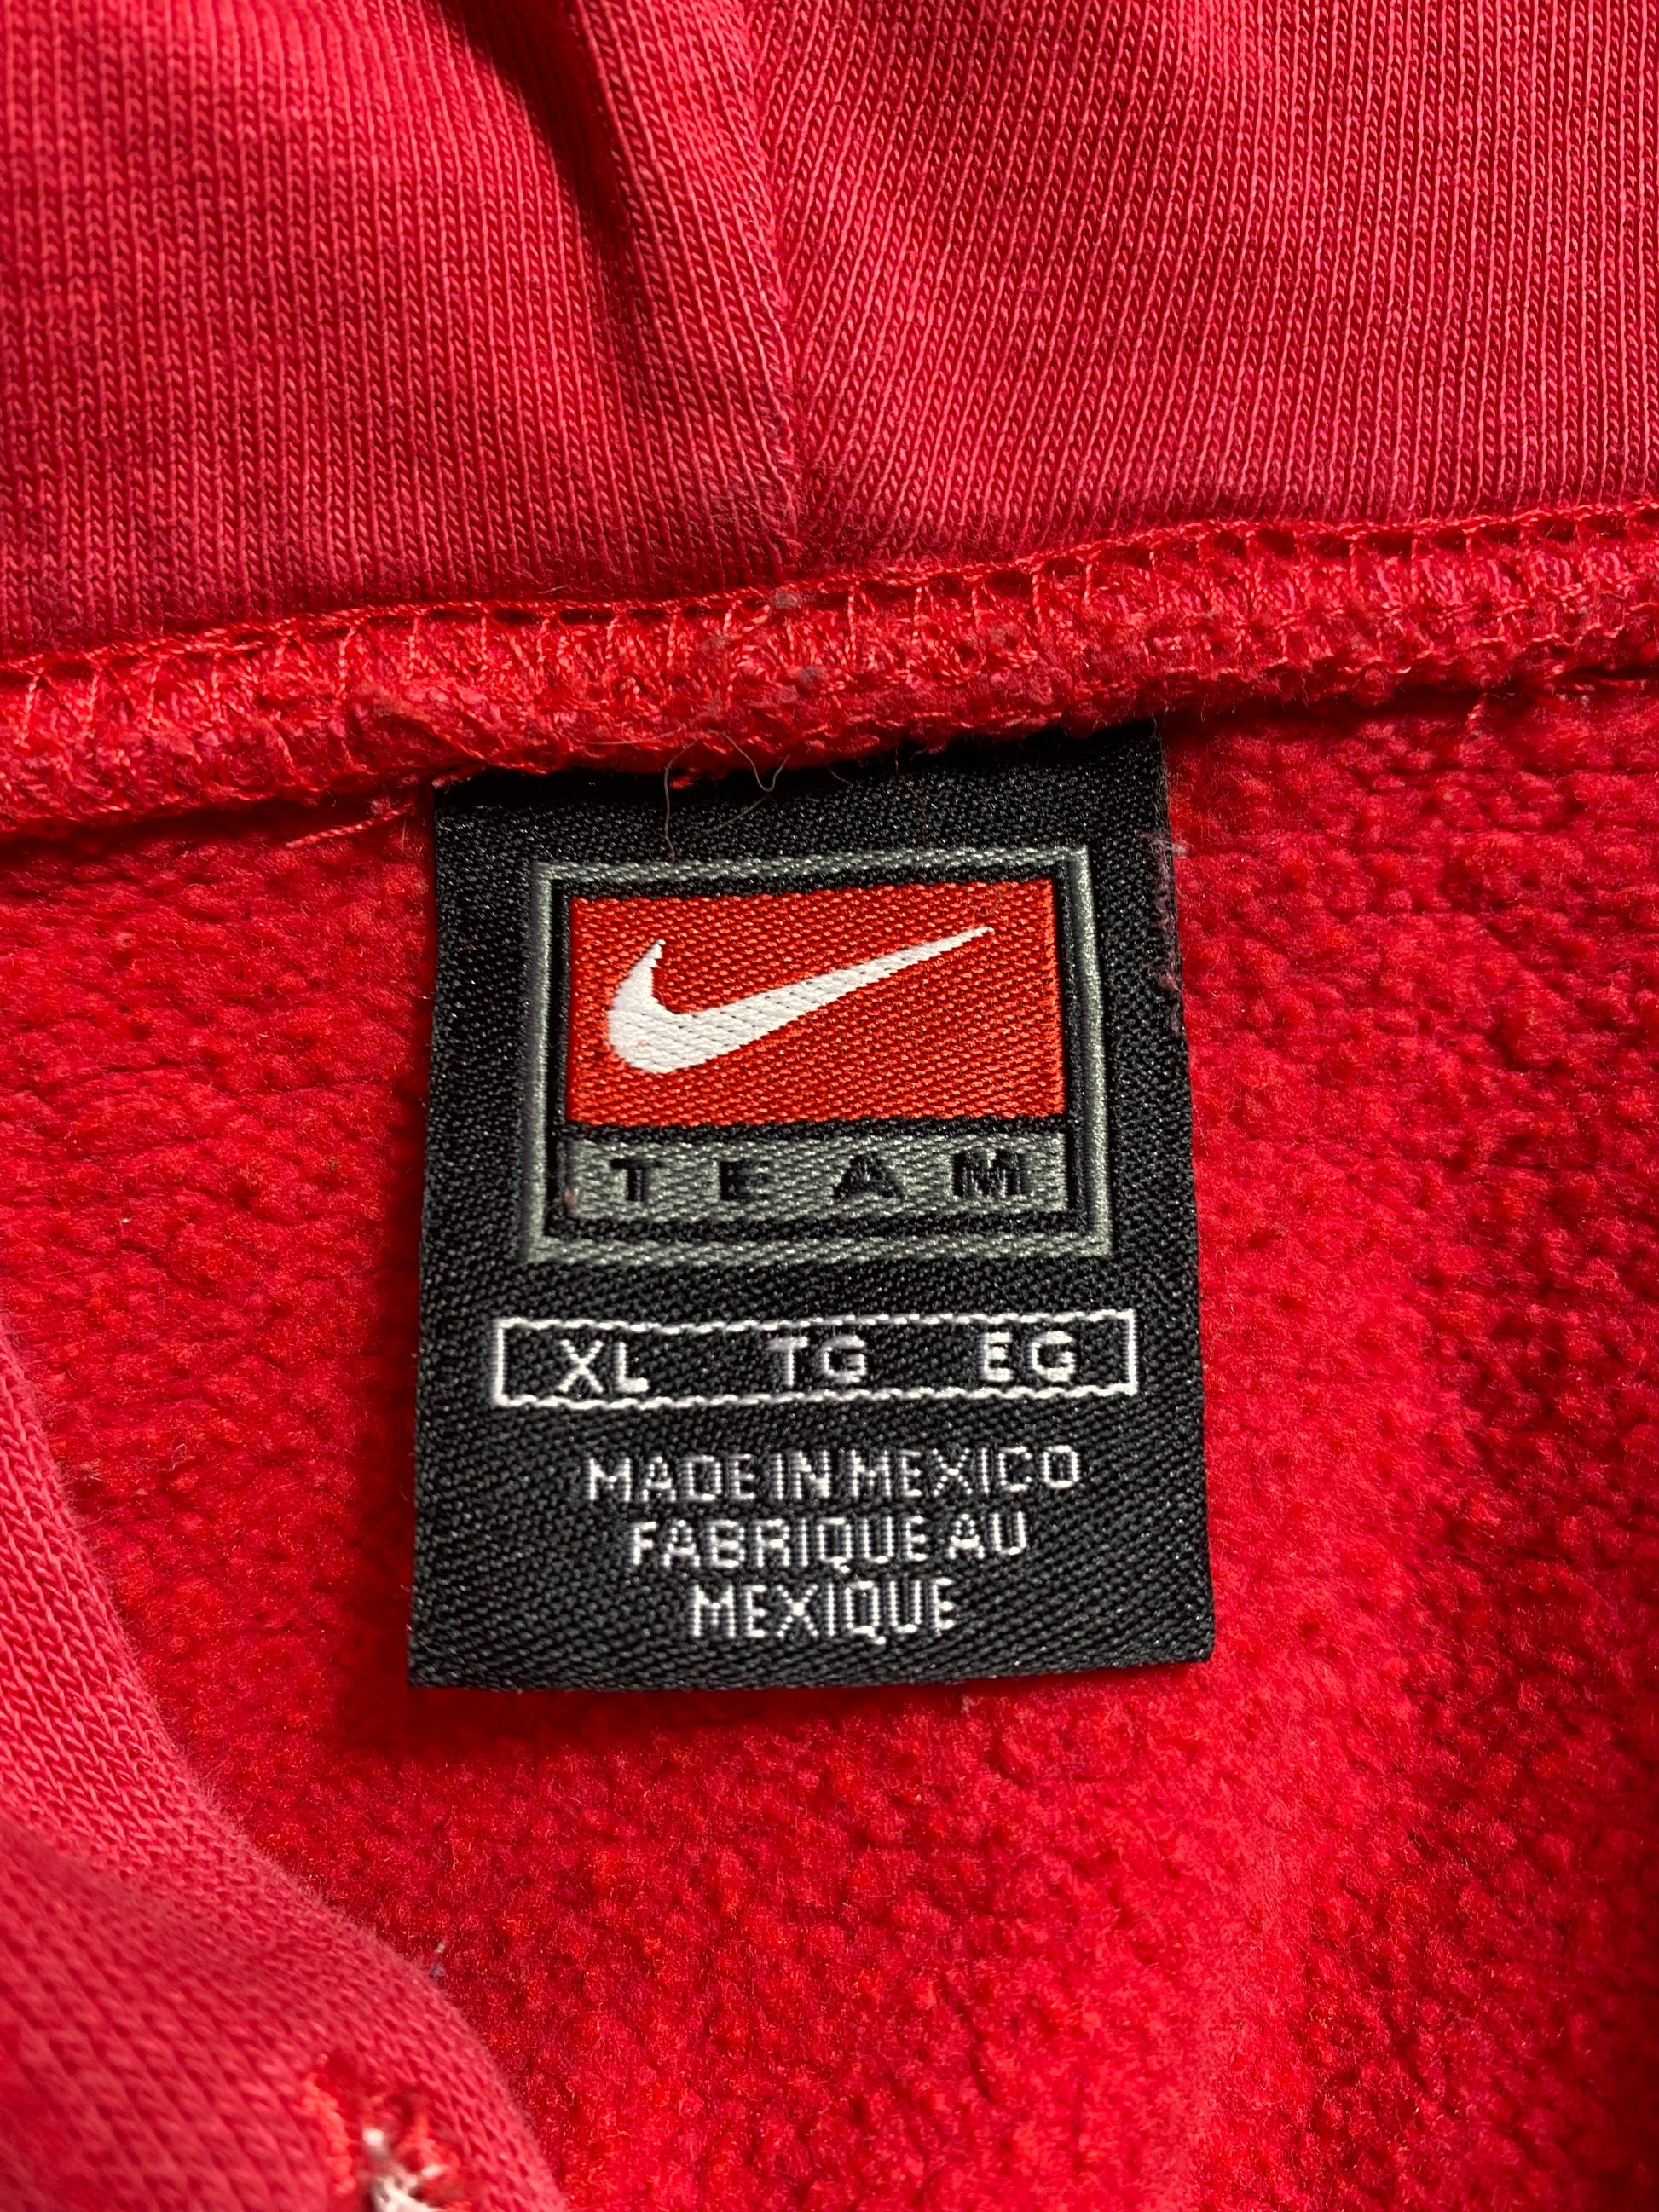 TEAM
XL TG EG
MADE IN MEXICO
FABRIQUE AU
MEXIQUE